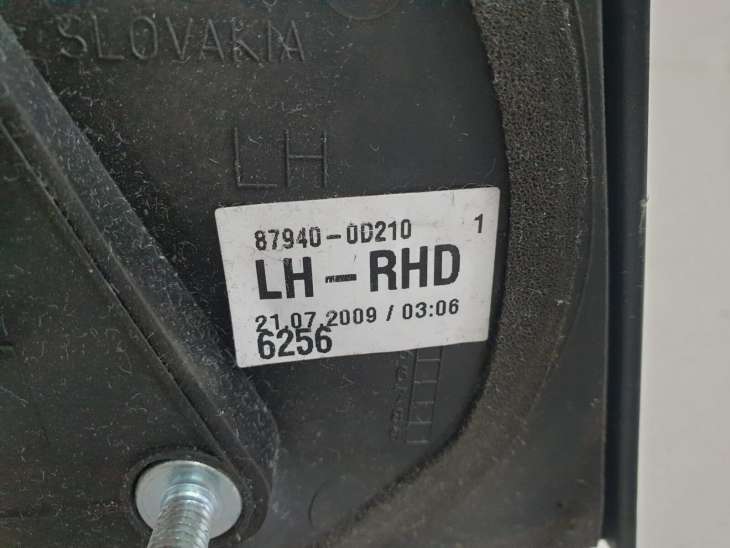 SLOVAKIA
LH
87940-0D210 1
LH-RHD
21.07.2009 / 03:06
6256